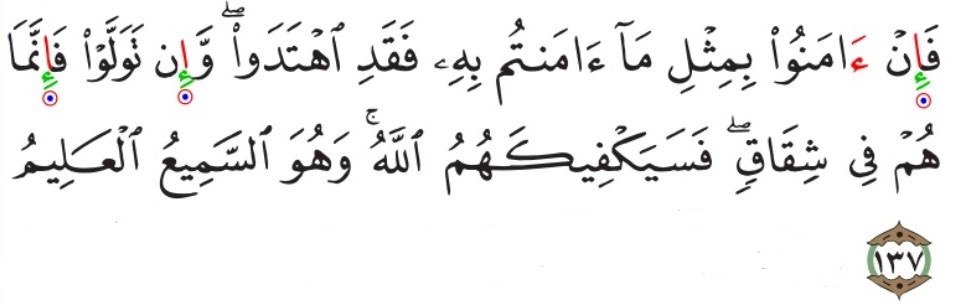 فَإِنۡ ءَامَنُوا۟ بِمِثۡلِ مَآ ءَامَنتُم بِهِۦ فَقَدِ ٱهۡتَدَوا۟ۖ وَّإِن تَوَلَّوۡا۟ فَإِنَّمَا
هُمۡ فِى شِقَاقٍۖ فَسَيَكۡفِيكَهُمُ ٱللَّهُۚ وَهُوَ ٱلسَّمِيعُ ٱلۡعَلِيمُ
١٣٧